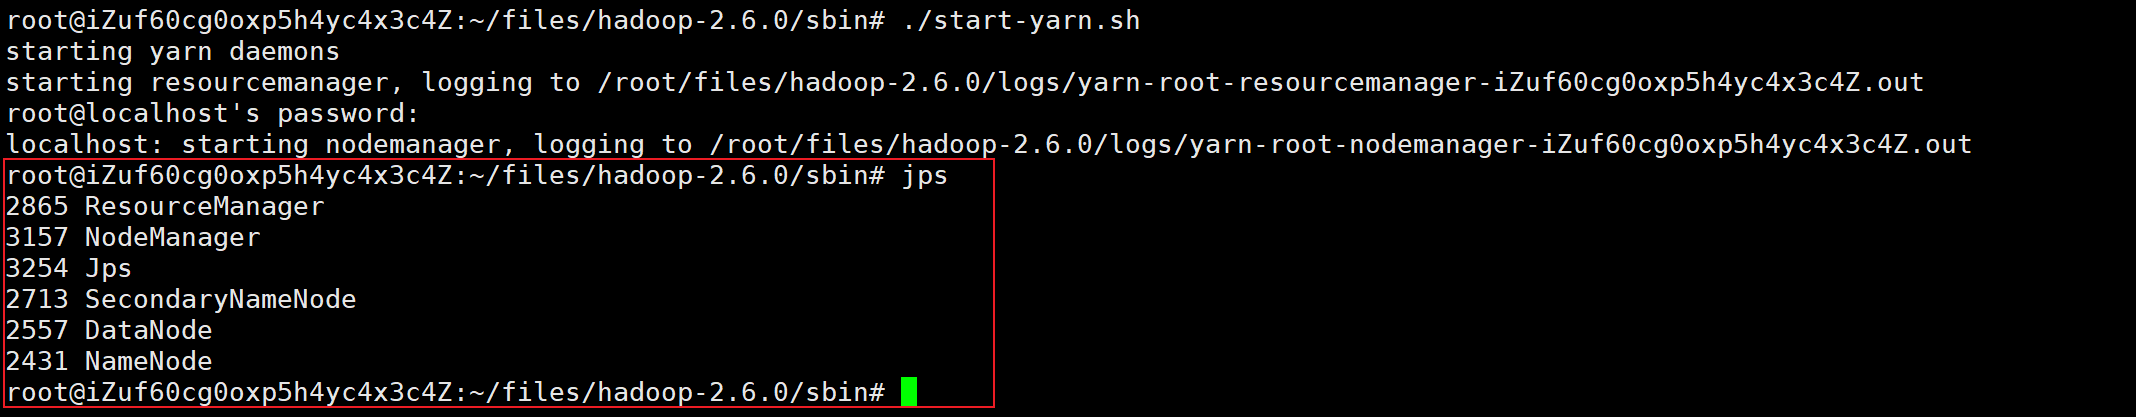 root@iZuf60cg0oxp5h4yc4x3c4Z:~/files/hadoop-2.6.0/sbin# ./start-yarn.sh
starting yarn daemons
starting resourcemanager, logging to /root/files/hadoop-2.6.0/logs/yarn-root-resourcemanager-iZuf60cg0oxp5h4yc4x3c4Z.out
root@localhost's password:
localhost: starting nodemanager, logging to /root/files/hadoop-2.6.0/logs/yarn-root-nodemanager-iZuf60cg0oxp5h4yc4x3c4Z.out
root@iZuf60cg0oxp5h4yc4x3c4Z:~/files/hadoop-2.6.0/sbin# jps
2865 ResourceManager
3157 NodeManager
3254 Jps
2713 SecondaryNameNode
2557 DataNode
2431 NameNode
root@iZuf60cg0oxp5h4yc4x3c4Z:~/files/hadoop-2.6.0/sbin#